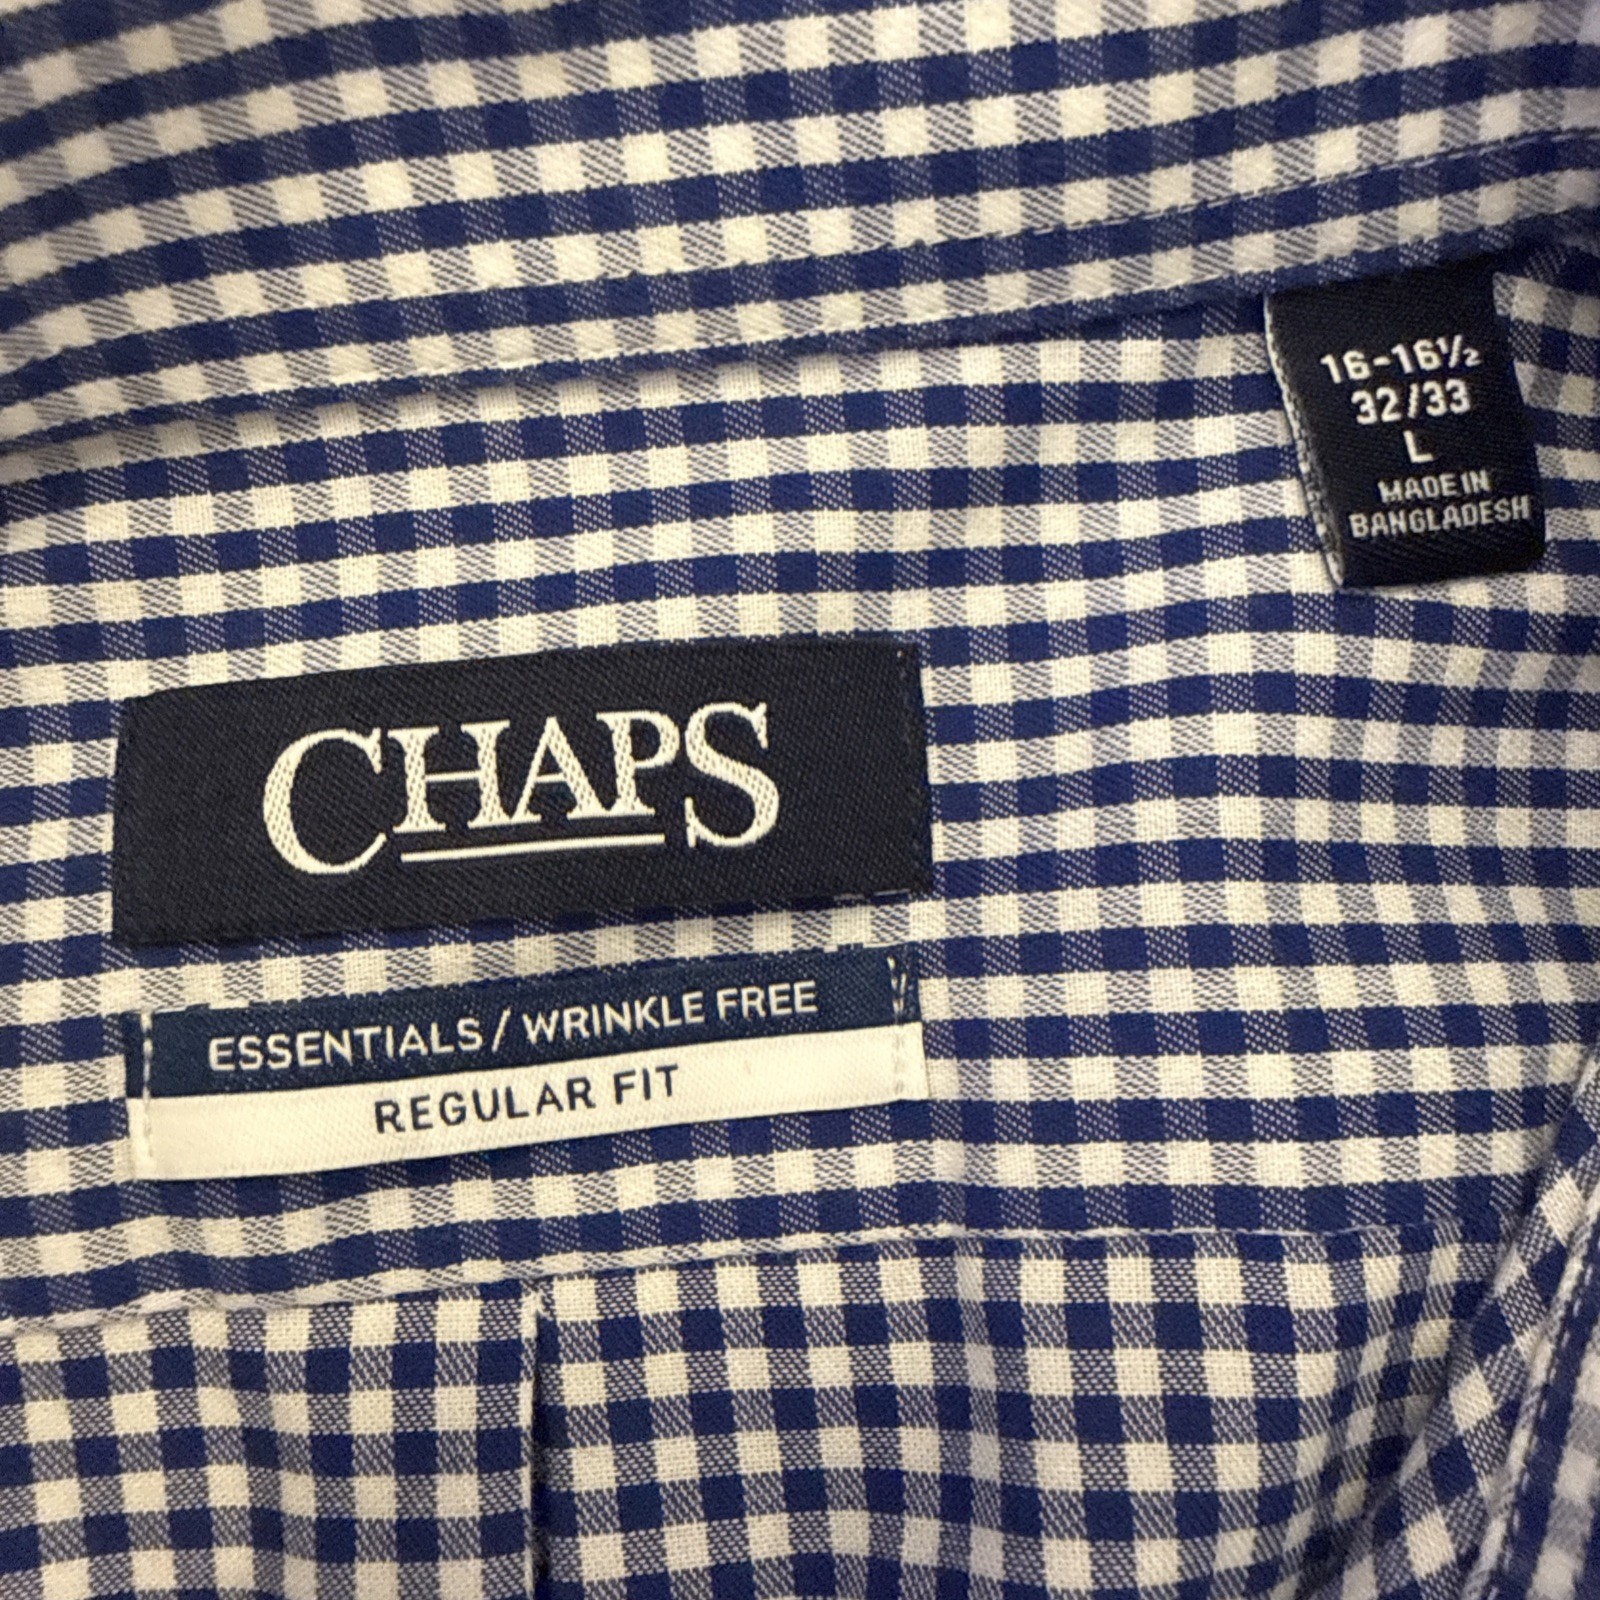 16-16½
32/33
L
MADE IN
BANGLADESH
CHAPS
ESSENTIALS / WRINKLE FREE
REGULAR FIT